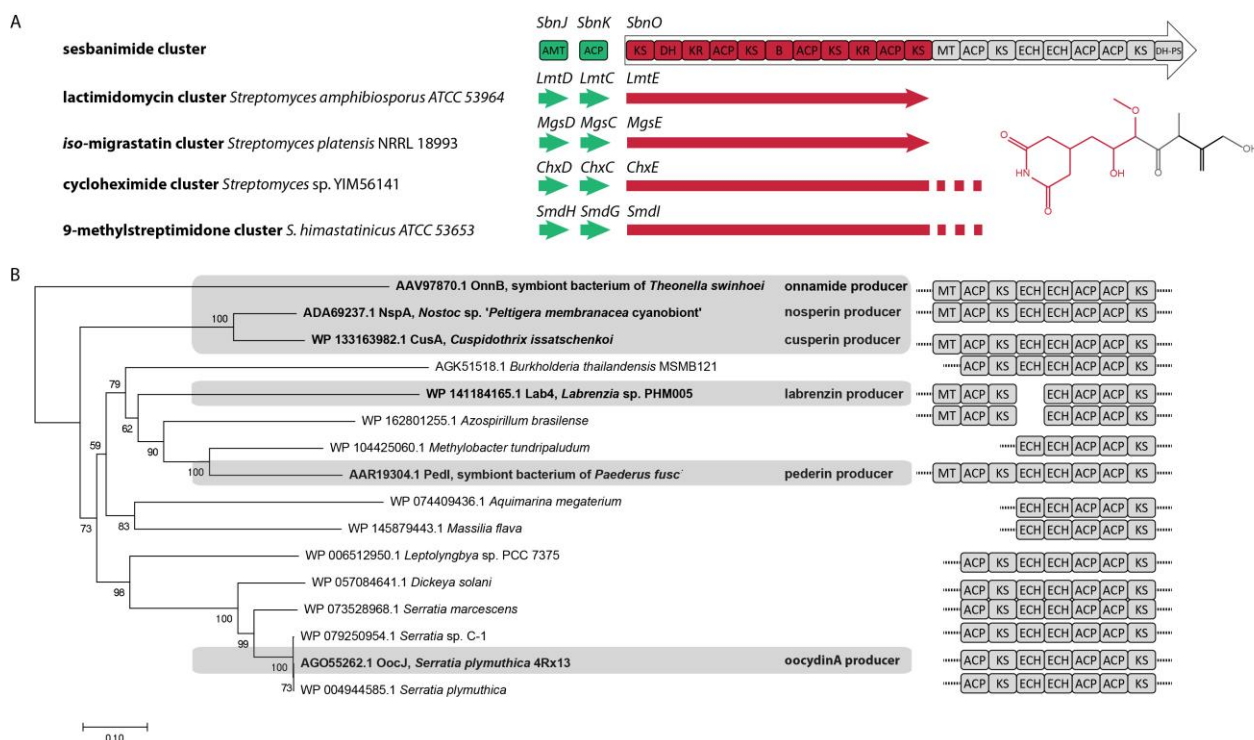 A
SbnJ SbnK SbnO
sesbanimide cluster AMT ACP KS DH KR ACP KS B ACP KS KR ACP KS MT ACP KS ECH ECH ACP ACP KS DH-PS
LmtD LmtC LmtE
lactimidomycin cluster Streptomyces amphibiosporus ATCC 53964
MgsD MgsC MgsE
iso-migrastatin cluster Streptomyces platensis NRRL 18993
ChxD ChxC ChxE
cycloheximide cluster Streptomyces sp. YIM56141
SmdH SmdG SmdI
9-methylstreptimidone cluster S. himastatinicus ATCC 53653
O
O
OH
HN
OH
O
O
B
AAV97870.1 OnnB, symbiont bacterium of Theonella swinhoei onnamide producer MT ACP KS ECH ECH ACP ACP KS
100 ADA69237.1 NspA, Nostoc sp. 'Peltigera membranacea cyanobiont' nosperin producer MT ACP KS ECH ECH ACP ACP KS
WP 133163982.1 CusA, Cuspidothrix issatschenkoi cusperin producer MT ACP KS ECH ECH ACP ACP KS
79 AGK51518.1 Burkholderia thailandensis MSMB121 ACP KS ECH ECH ACP ACP KS
WP 141184165.1 Lab4, Labrenzia sp. PHM005 labrenzin producer MT ACP KS ECH ACP ACP KS
62 WP 162801255.1 Azospirillum brasilense MT ACP KS ECH ACP ACP KS
59 90 WP 104425060.1 Methylobacter tundripaludum ECH ECH ACP ACP KS
100 AAR19304.1 PedI, symbiont bacterium of Paederus fusc pederin producer MT ACP KS ECH ECH ACP ACP KS
WP 074409436.1 Aquimarina megaterium ECH ECH ACP ACP KS
73 83 WP 145879443.1 Massilia flava ECH ECH ACP ACP KS
WP 006512950.1 Leptolyngbya sp. PCC 7375 ACP KS ECH ECH ACP ACP KS
98 WP 057084641.1 Dickeya solani ACP KS ECH ECH ACP ACP KS
100 WP 073528968.1 Serratia marcescens ACP KS ECH ECH ACP ACP KS
99 WP 079250954.1 Serratia sp. C-1 ACP KS ECH ECH ACP ACP KS
100 AGO55262.1 OocJ, Serratia plymuthica 4Rx13 oocydinA producer ACP KS ECH ECH ACP ACP KS
73 WP 004944585.1 Serratia plymuthica ACP KS ECH ECH ACP ACP KS
0.10